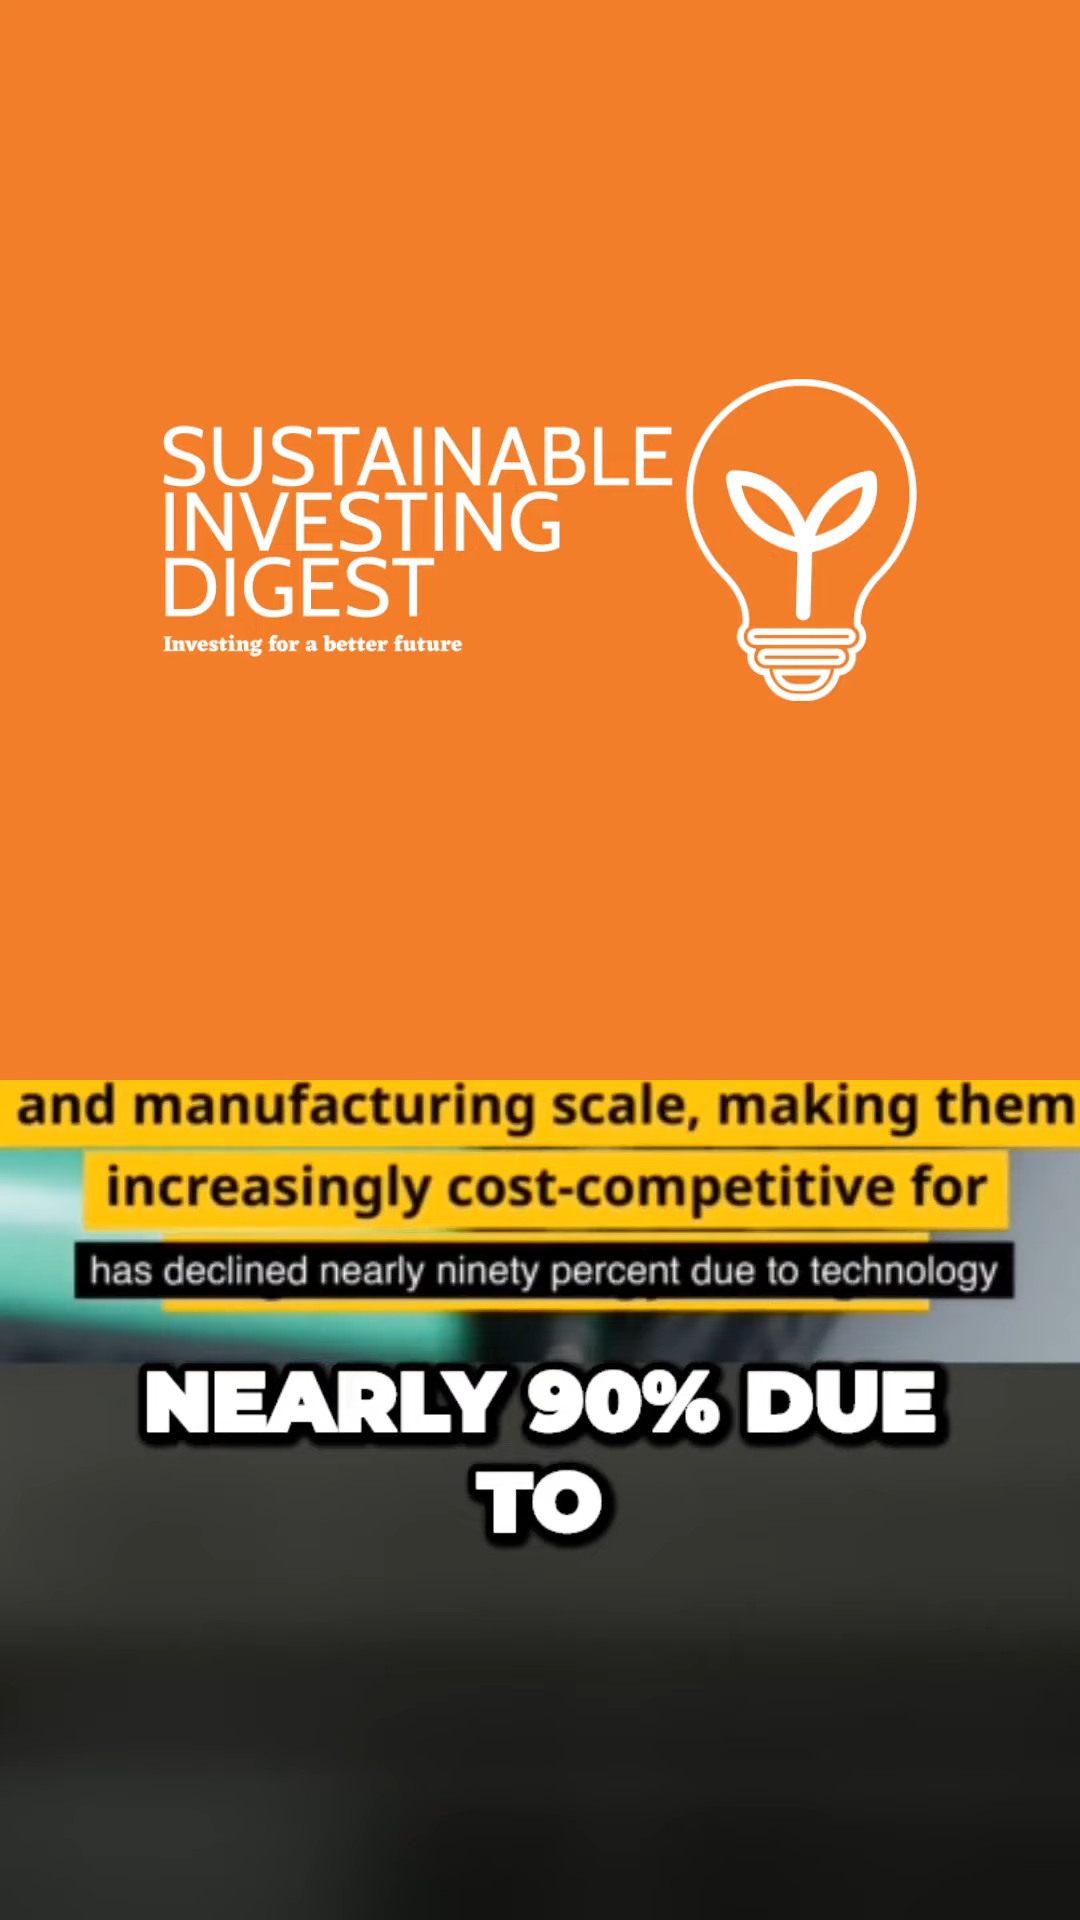 SUSTAINABLE
INVESTING
DIGEST
Investing for a better future
and manufacturing scale, making them
increasingly cost-competitive for
has declined nearly ninety percent due to technology
NEARLY 90% DUE
TO